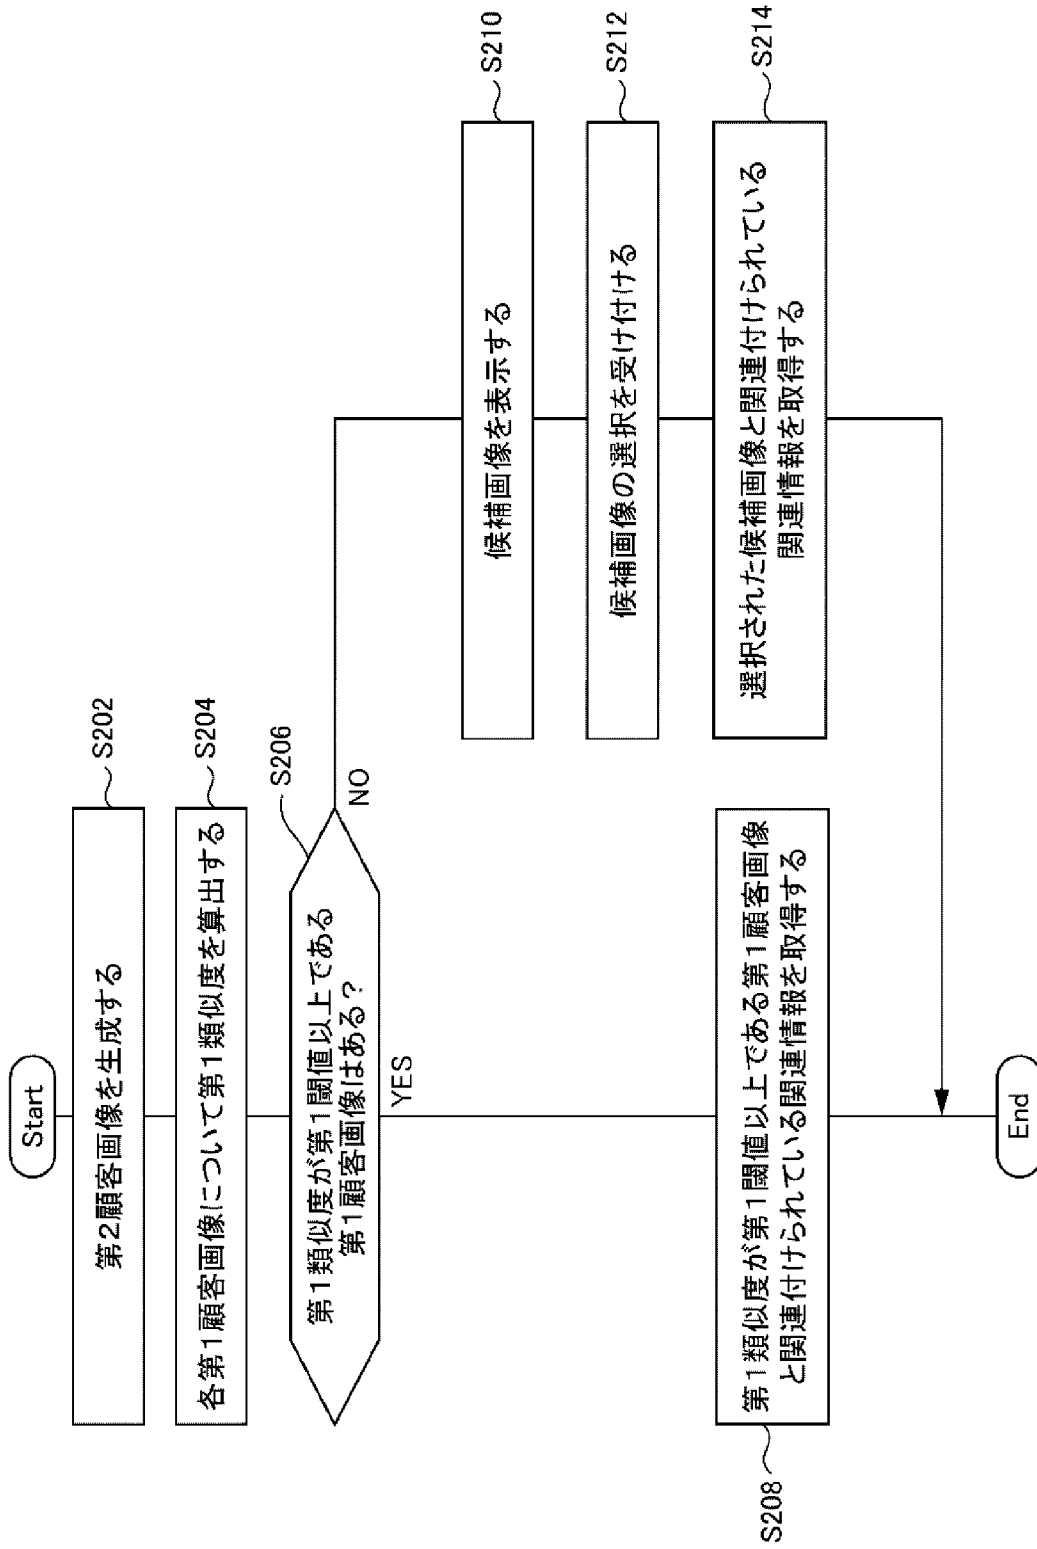 Start
第2顧客画像を生成する
S202
各第1顧客画像について第1類似度を算出する
S204
第1類似度が第1閾値以上である
第1顧客画像はある?
S206
YES
NO
候補画像を表示する
S210
候補画像の選択を受け付ける
S212
選択された候補画像と関連付けられている
関連情報を取得する
S214
第1類似度が第1閾値以上である第1顧客画像
と関連付けられている関連情報を取得する
S208
End